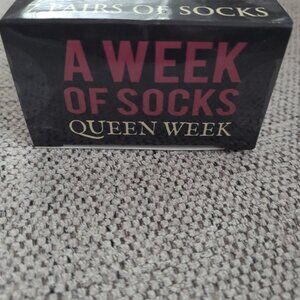 PAIRS OF SOCKS
A WEEK
OF SOCKS
QUEEN WEEK